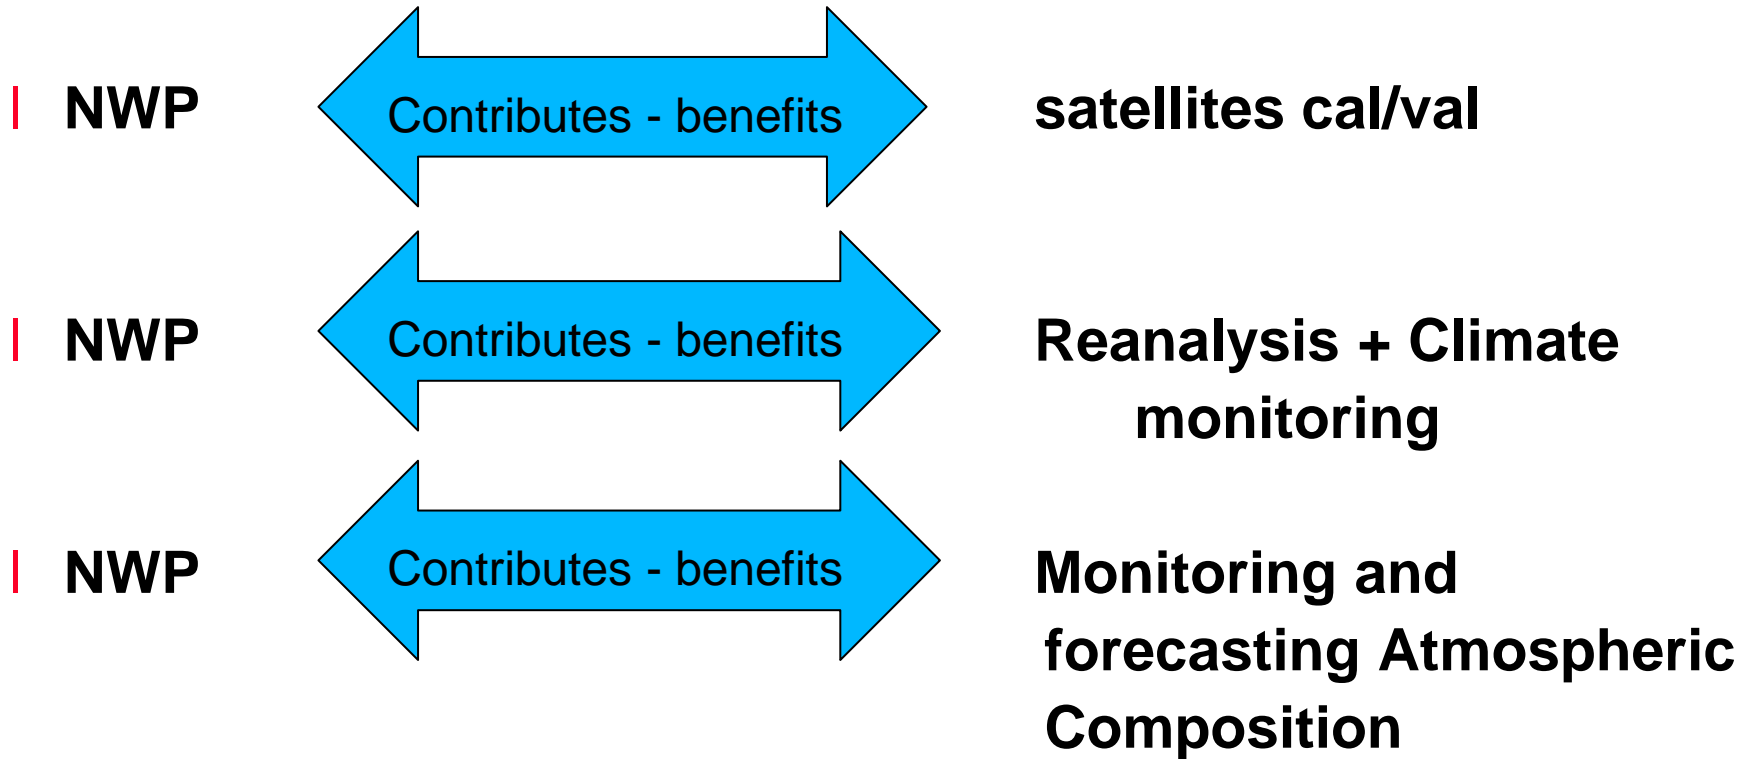 NWP
Contributes - benefits
satellites cal/val
NWP
Contributes - benefits
Reanalysis + Climate
monitoring
NWP
Contributes - benefits
Monitoring and
forecasting Atmospheric
Composition